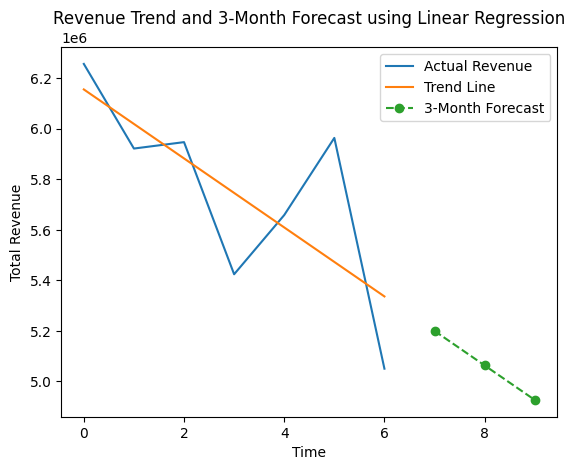 Revenue Trend and 3-Month Forecast using Linear Regression
1e6
Actual Revenue
Trend Line
3-Month Forecast
6.2
6.0
5.8
5.6
5.4
5.2
5.0
Total Revenue
0 2 4 6 8
Time